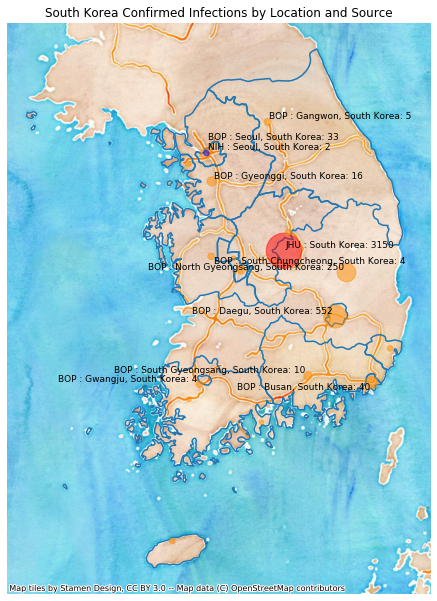 South Korea Confirmed Infections by Location and Source
BOP : Gangwon, South Korea: 5
BOP : Seoul, South Korea: 33
NIH : Seoul, South Korea: 2
BOP : Gyeonggi, South Korea: 16
JHU : South Korea: 3150
BOP : South Chungcheong, South Korea: 4
BOP : North Gyeongsang, South Korea: 250
BOP : Daegu, South Korea: 552
BOP : South Gyeongsang, South Korea: 10
BOP : Gwangju, South Korea: 4
BOP : Busan, South Korea: 40
Map tiles by Stamen Design, CC BY 3.0 -- Map data (C) OpenStreetMap contributors